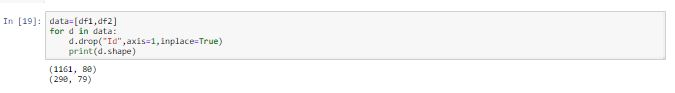 In [19]: data=[df1,df2]
for d in data:
    d.drop("Id",axis=1,inplace=True)
    print(d.shape)
(1161, 80)
(290, 79)